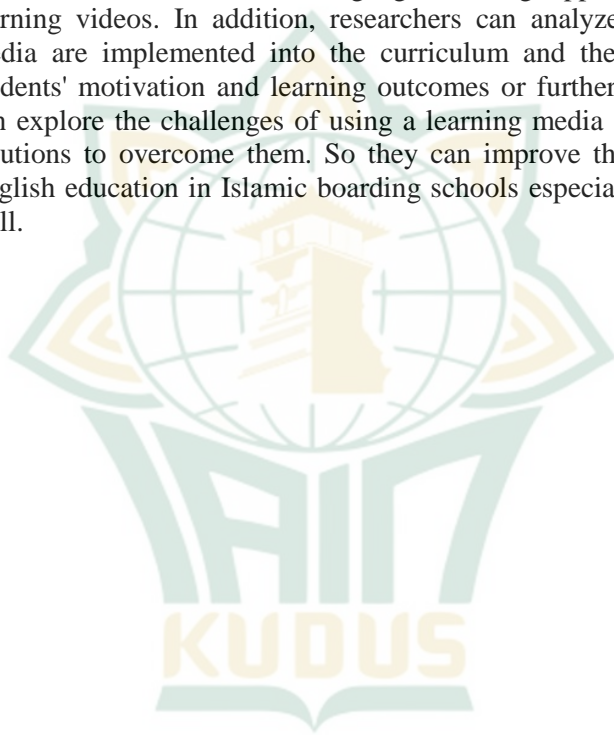 rning videos. In addition, researchers can analyze
edia are implemented into the curriculum and the
dents' motivation and learning outcomes or further
n explore the challenges of using a learning media
utions to overcome them. So they can improve th
glish education in Islamic boarding schools especia
ll.
IAIN
KUDUS